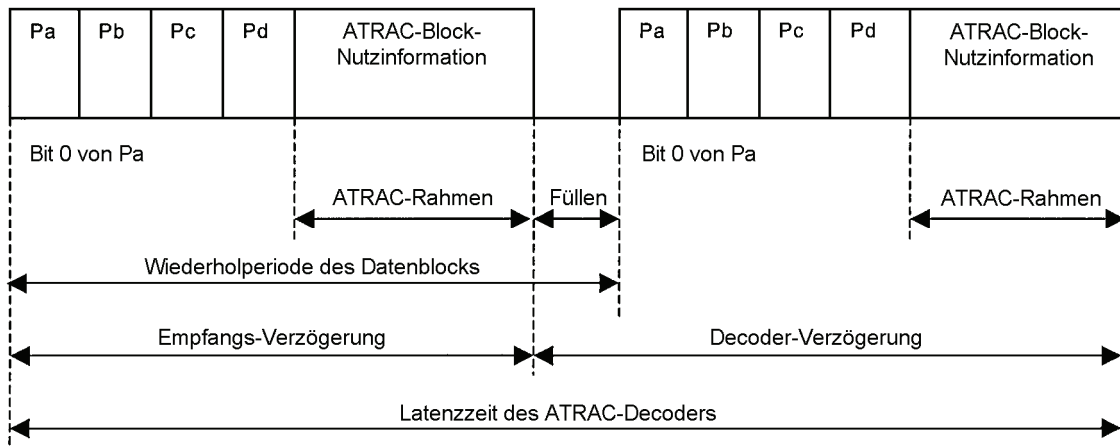 Pa Pb Pc Pd ATRAC-Block-
Nutzinformation
Pa Pb Pc Pd ATRAC-Block-
Nutzinformation
Bit 0 von Pa
Bit 0 von Pa
ATRAC-Rahmen
Füllen
ATRAC-Rahmen
Wiederholperiode des Datenblocks
Empfangs-Verzögerung
Decoder-Verzögerung
Latenzzeit des ATRAC-Decoders